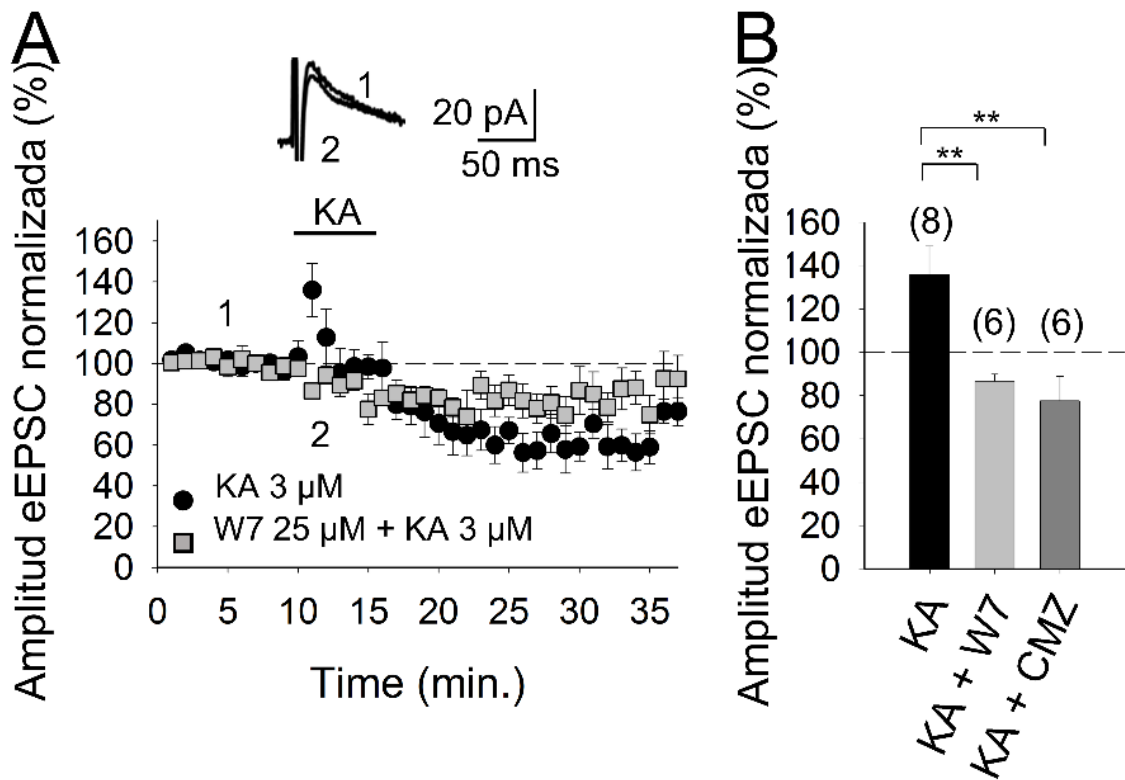 A
Amplitud eEPSC normalizada (%)
1
2
20 pA
50 ms
KA
160
140
120
100
80
60
40
20
0
1
2
KA 3 µM
W7 25 µM + KA 3 µM
0 5 10 15 20 25 30 35
Time (min.)
B
Amplitud eEPSC normalizada (%)
**
**
160
140
120
100
80
60
40
20
0
(8)
(6) (6)
KA
KA + W7
KA + CMZ